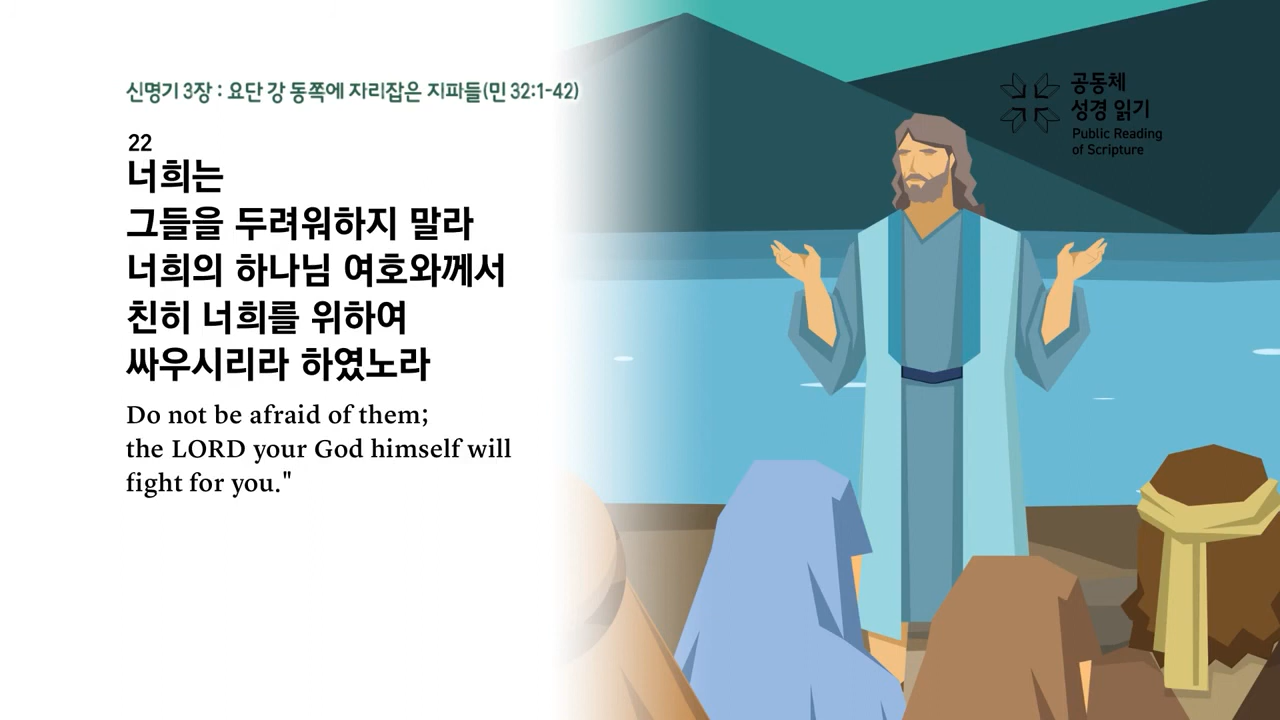 신명기 3장 : 요단 강 동쪽에 자리잡은 지파들(민 32:1-42)
공동체
성경 읽기
Public Reading
of Scripture
22
너희는
그들을 두려워하지 말라
너희의 하나님 여호와께서
친히 너희를 위하여
싸우시리라 하였노라
Do not be afraid of them;
the LORD your God himself will
fight for you."